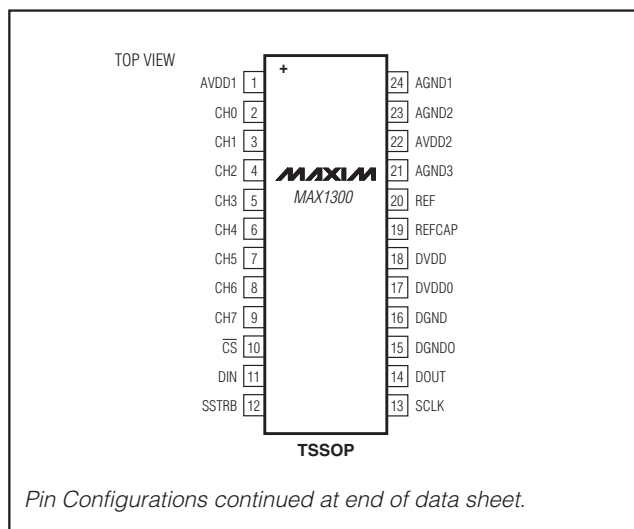 TOP VIEW
+
AVDD1 1 24 AGND1
CH0 2 23 AGND2
CH1 3 22 AVDD2
CH2 4 MAXIM 21 AGND3
CH3 5 MAX1300 20 REF
CH4 6 19 REFCAP
CH5 7 18 DVDD
CH6 8 17 DVDD0
CH7 9 16 DGND
CS 10 15 DGNDO
DIN 11 14 DOUT
SSTRB 12 13 SCLK
TSSOP
Pin Configurations continued at end of data sheet.